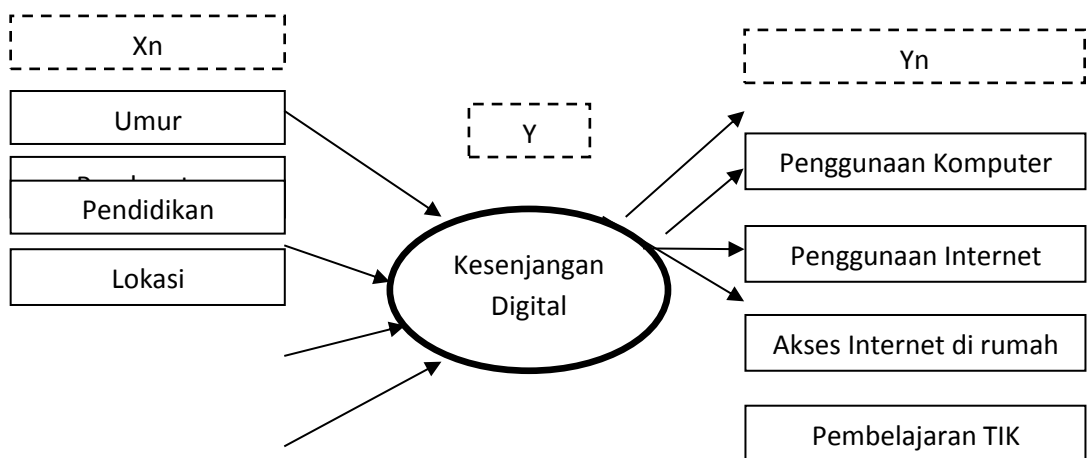 Xn
Umur
Pendidikan
Lokasi
Y
Kesenjangan
Digital
Yn
Penggunaan Komputer
Penggunaan Internet
Akses Internet di rumah
Pembelajaran TIK